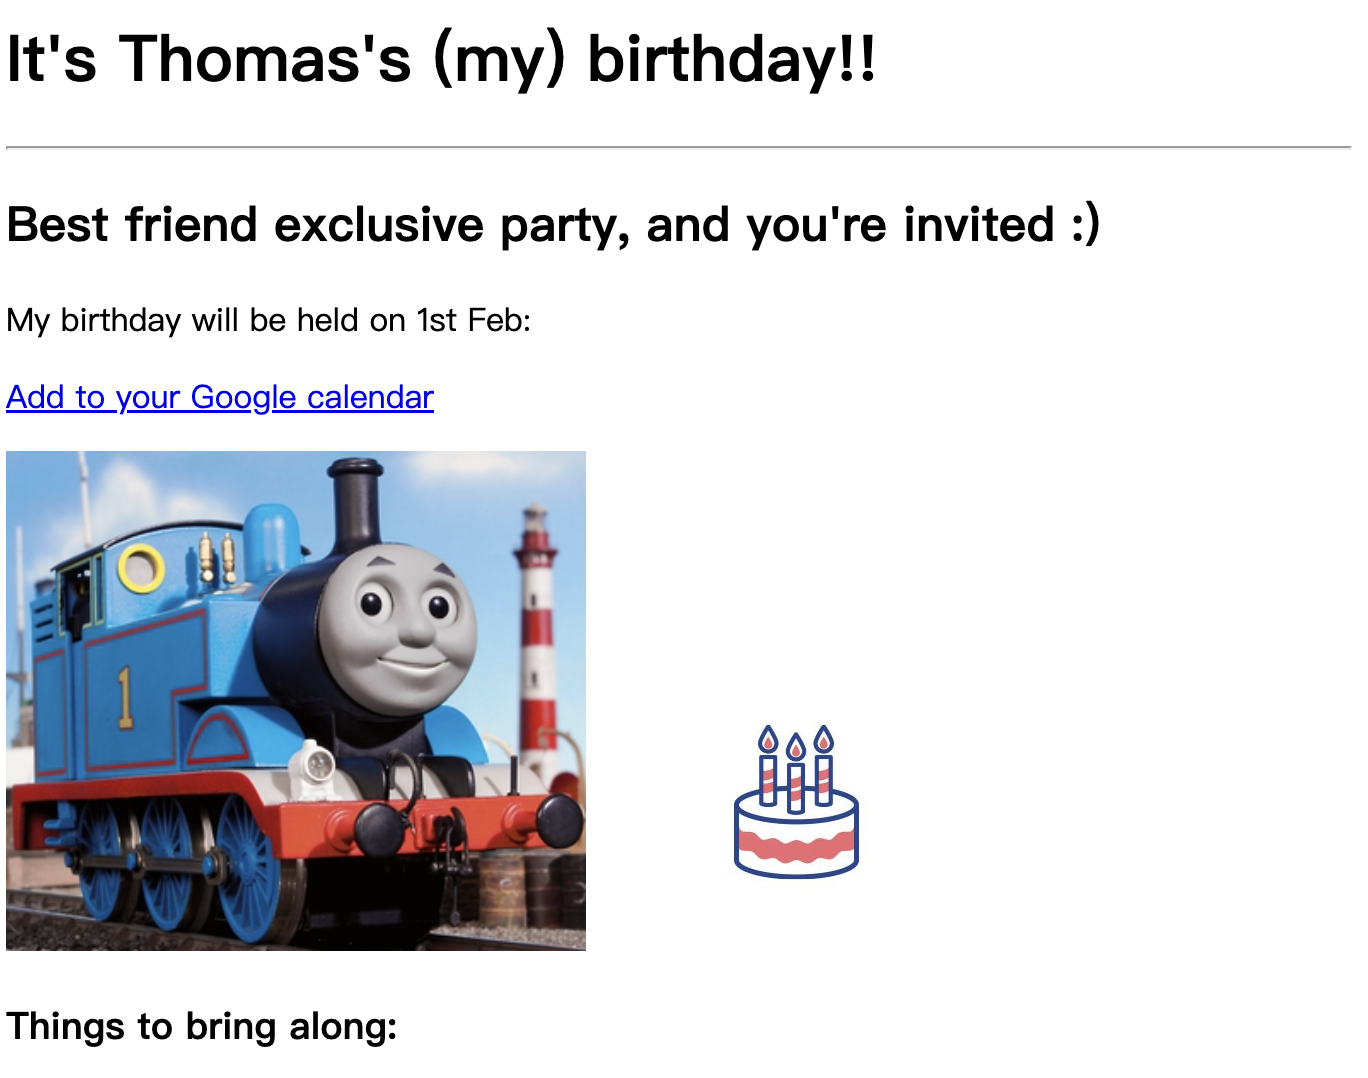 It's Thomas's (my) birthday!!
Best friend exclusive party, and you're invited :)
My birthday will be held on 1st Feb:
Add to your Google calendar
1
Things to bring along: